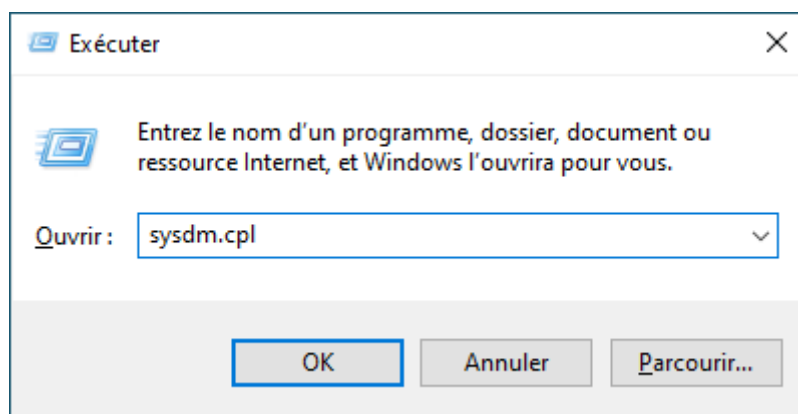 Exécuter
Entrez le nom d'un programme, dossier, document ou
ressource Internet, et Windows l'ouvrira pour vous.
Ouvrir : sysdm.cpl
OK Annuler Parcourir...